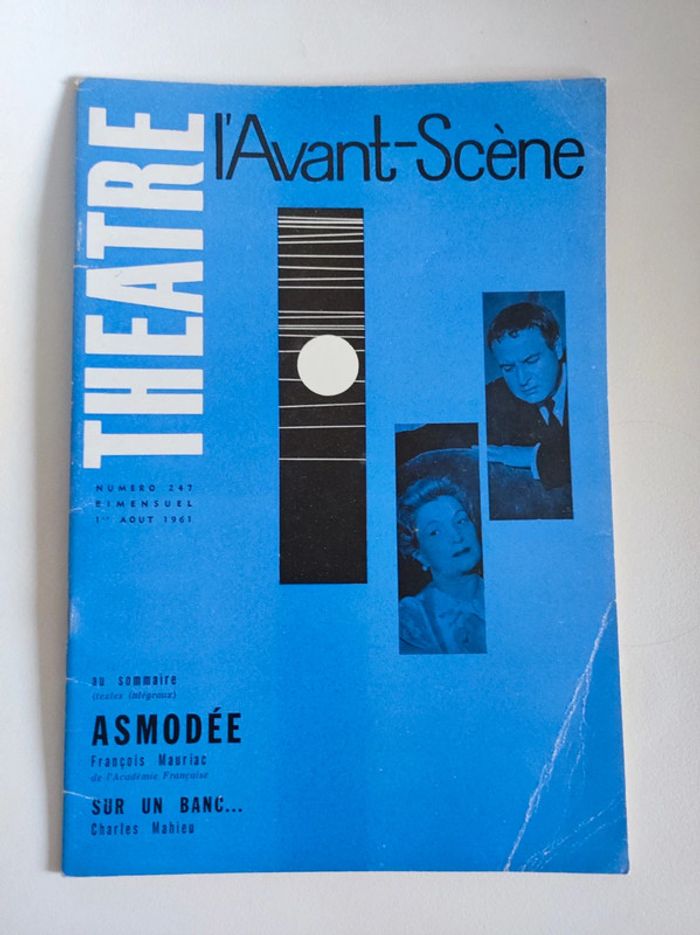 THEATRE
l'Avant-Scène
NUMERO 247
BIMENSUEL
1er AOUT 1961
au sommaire
(textes intégraux)
ASMODÉE
François Mauriac
de l'Académie Française
SUR UN BANC...
Charles Mahieu